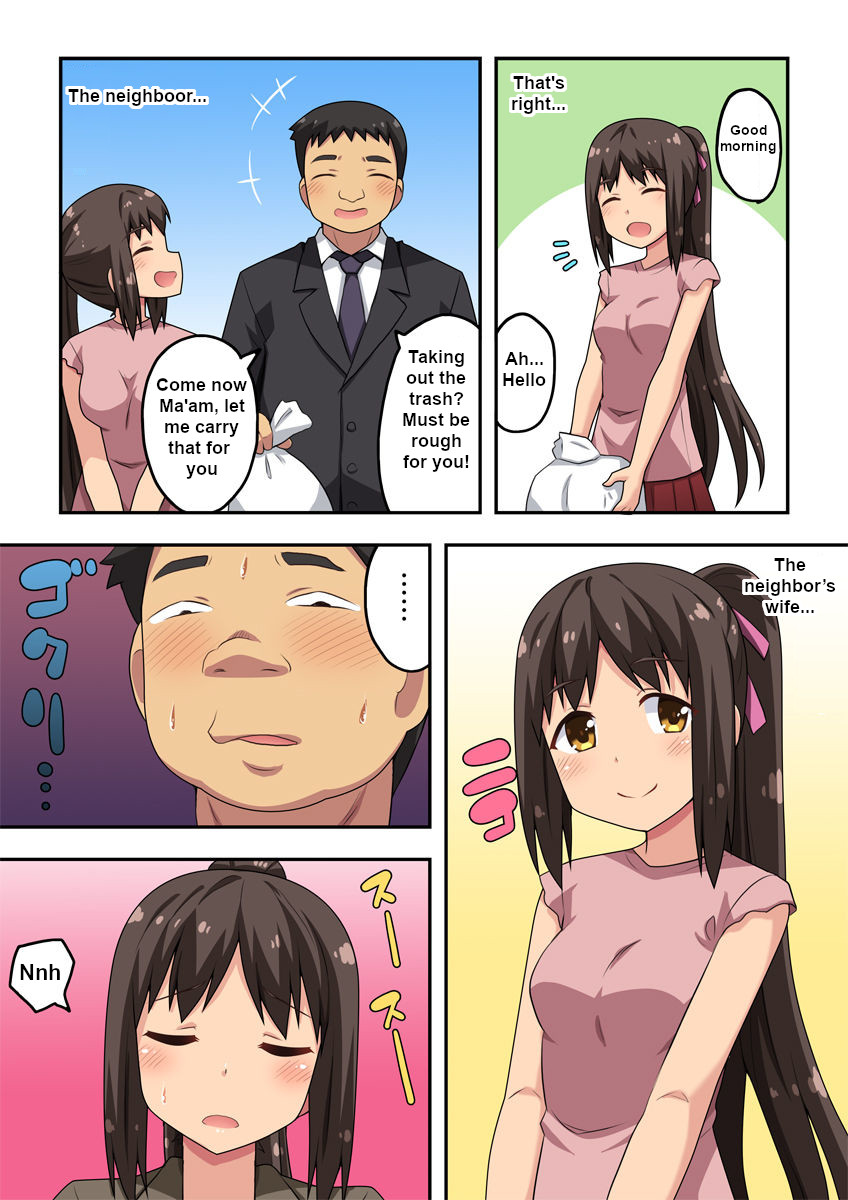 That's
right...
Good
morning
Ah...
Hello
The neighboor...
Taking
out the
trash?
Must be
rough
for you!
Come now
Ma'am, let
me carry
that for
you
The
neighbor’s
wife...
ニコ
.......
ゴクリ…
スー
スー…
Nnh